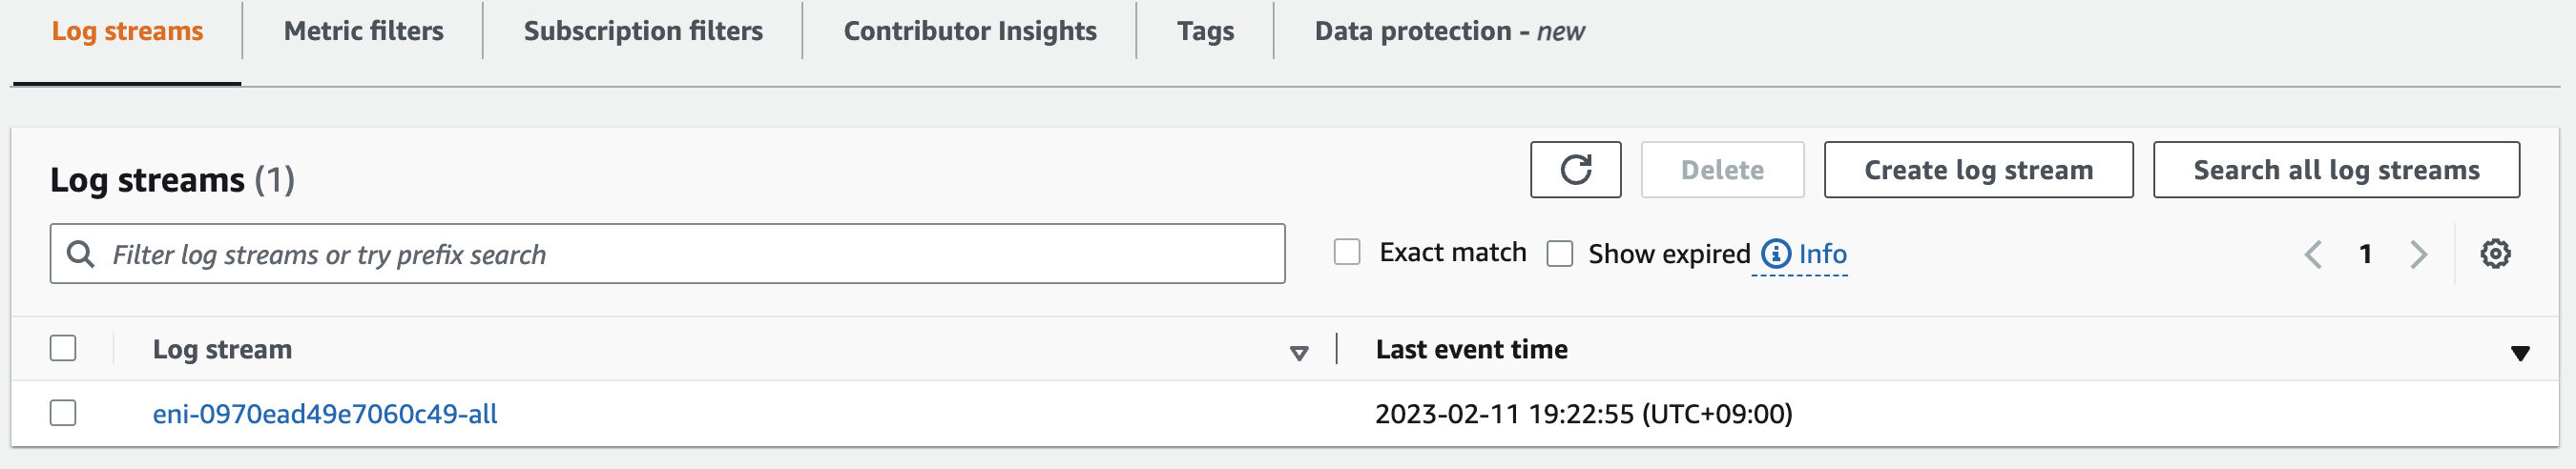 Log streams
Metric filters
Subscription filters
Contributor Insights
Tags
Data protection - new
Log streams (1)
Delete
Create log stream
Search all log streams
Filter log streams or try prefix search
Exact match
Show expired
Info
1
Log stream
Last event time
eni-0970ead49e7060c49-all
2023-02-11 19:22:55 (UTC+09:00)